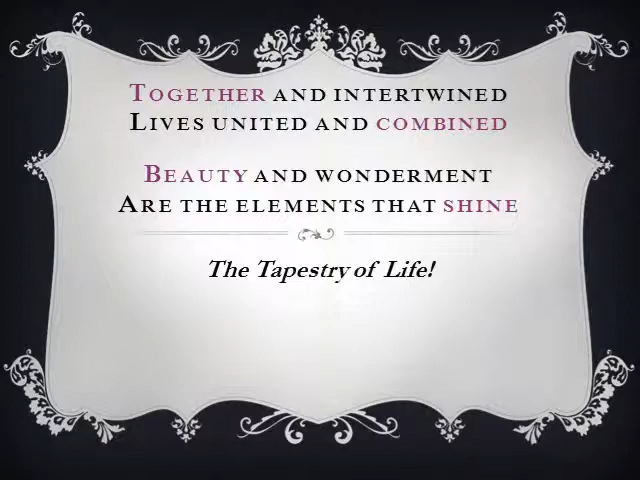 Together and intertwined
Lives united and combined
Beauty and wonderment
Are the elements that shine
The Tapestry of Life!